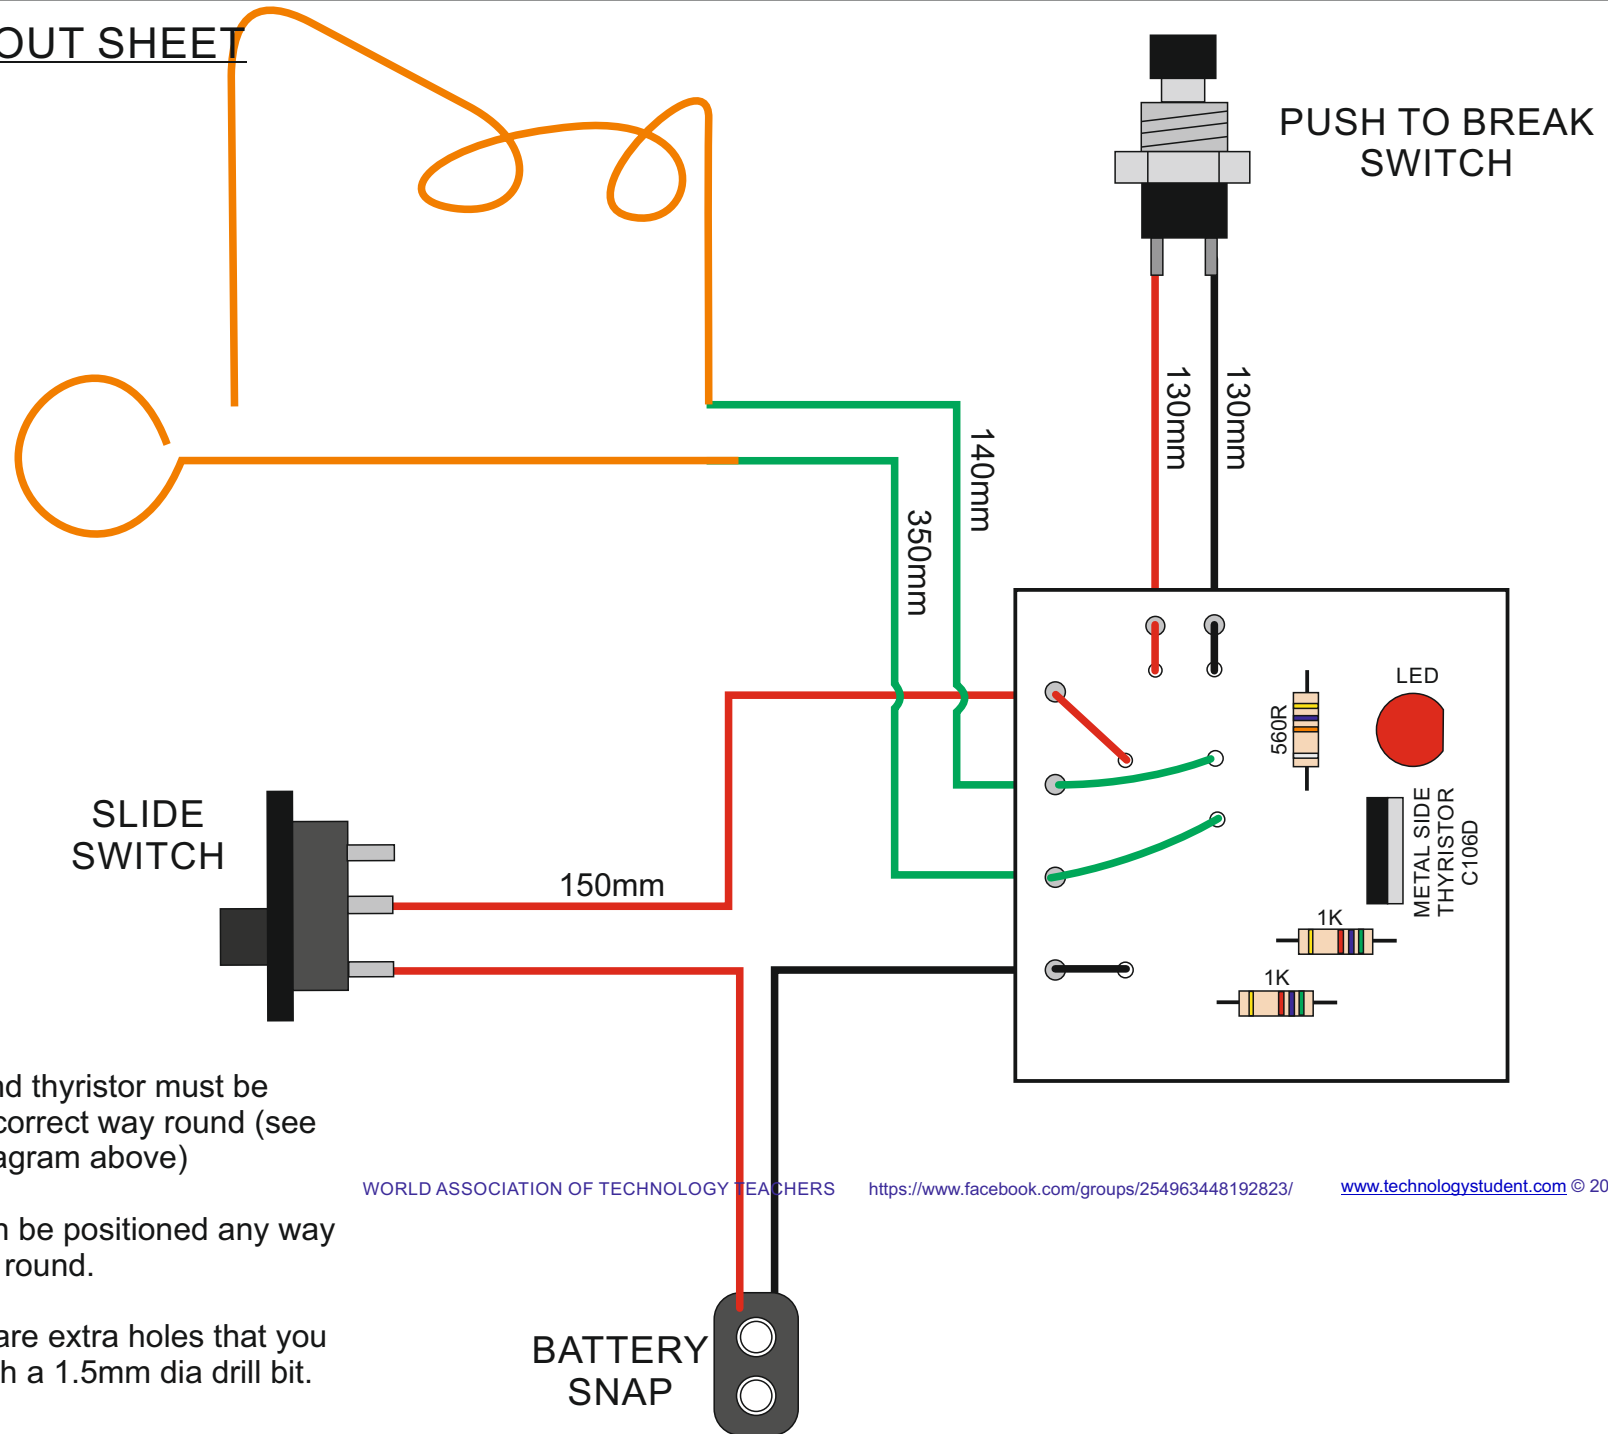 OUT SHEET
PUSH TO BREAK
SWITCH
130mm
130mm
140mm
350mm
LED
560R
METAL SIDE
THYRISTOR
C106D
1K
1K
SLIDE
SWITCH
150mm
nd thyristor must be
correct way round (see
agram above)
n be positioned any way
round.
are extra holes that you
h a 1.5mm dia drill bit.
WORLD ASSOCIATION OF TECHNOLOGY TEACHERS https://www.facebook.com/groups/254963448192823/ www.technologystudent.com © 20
BATTERY
SNAP